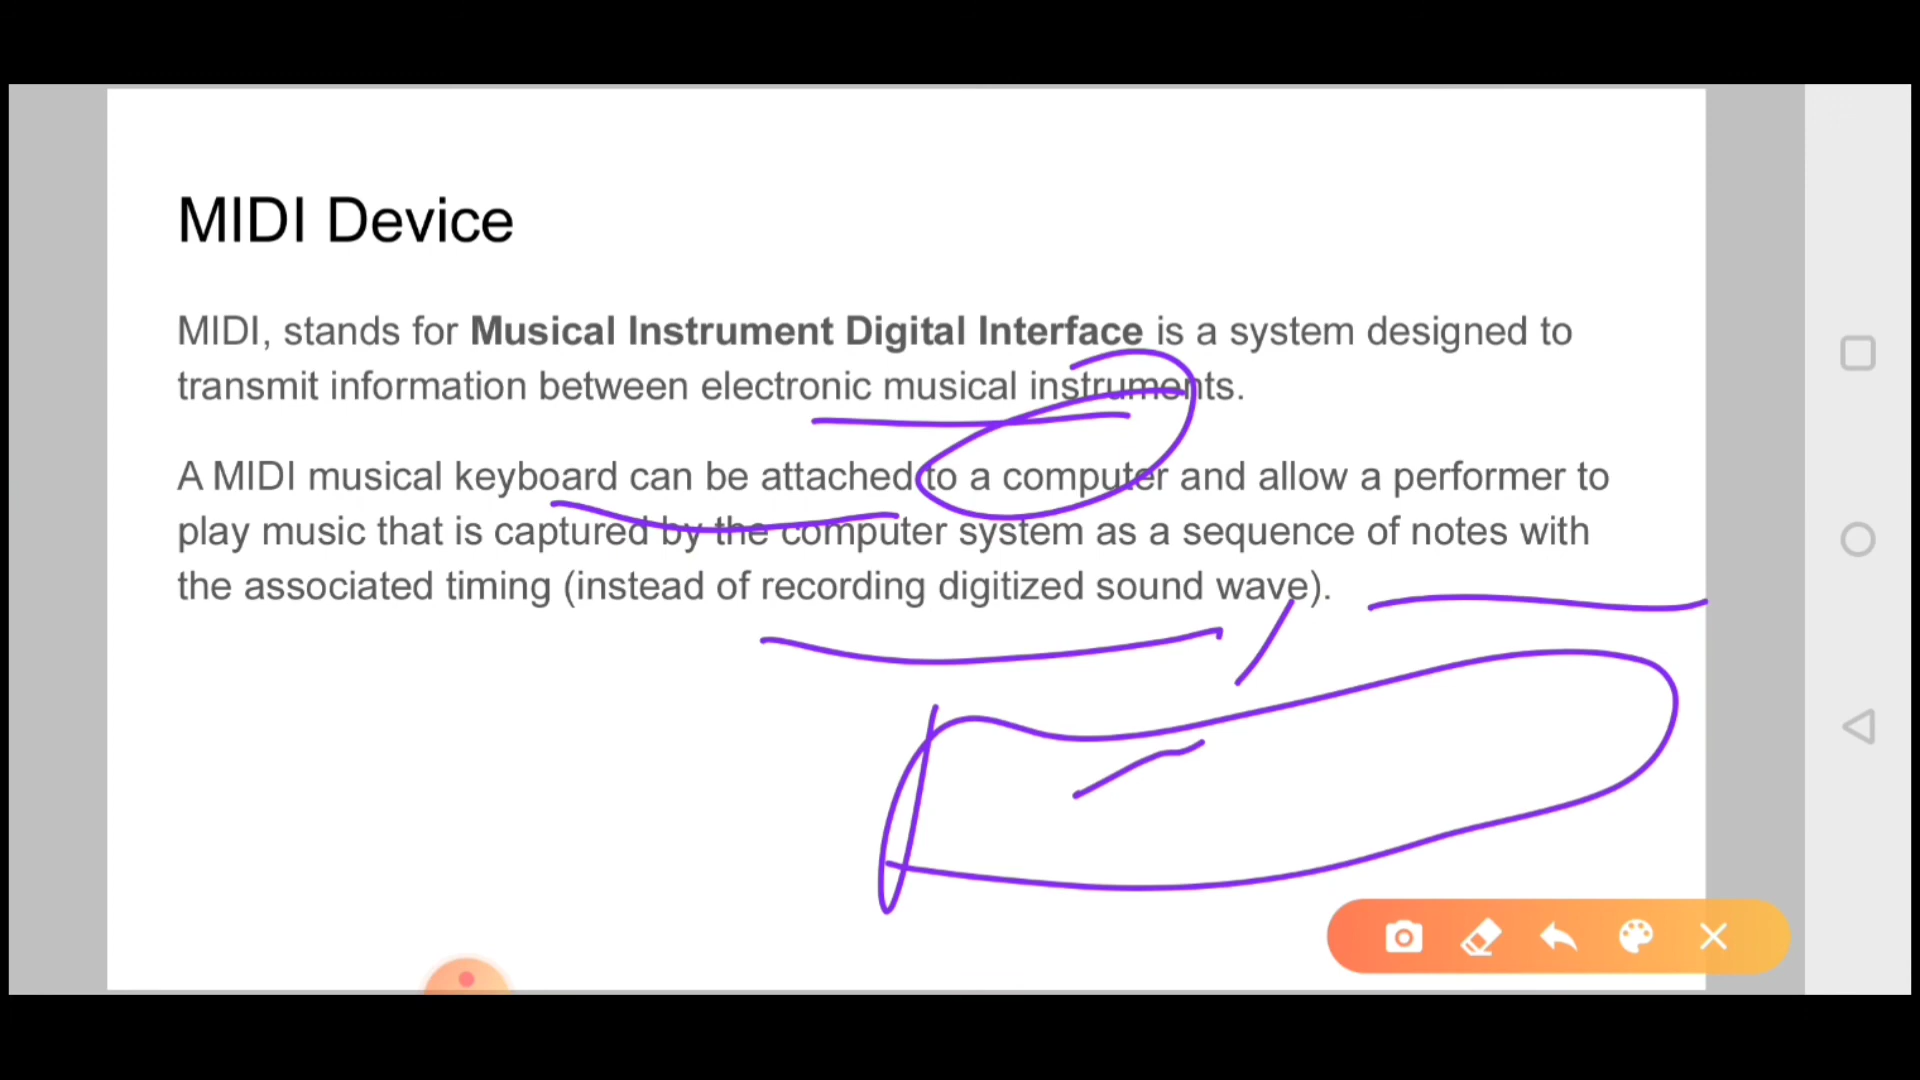 MIDI Device
MIDI, stands for Musical Instrument Digital Interface is a system designed to
transmit information between electronic musical instruments.
A MIDI musical keyboard can be attached to a computer and allow a performer to
play music that is captured by the computer system as a sequence of notes with
the associated timing (instead of recording digitized sound wave).